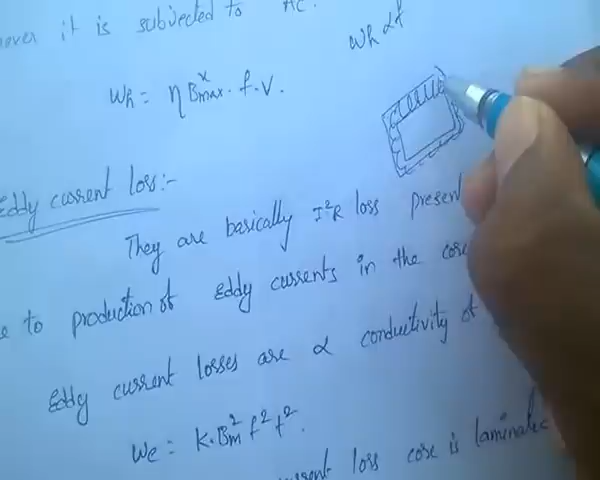 never it is subjected to AC.
Wh α f
Wh = η Bmax^x . f . V.
Eddy current loss:-
They are basically I²R loss present
e to production of Eddy currents in the core
Eddy current losses are α conductivity of
We = K.Bm² f² t².
current loss core is laminated